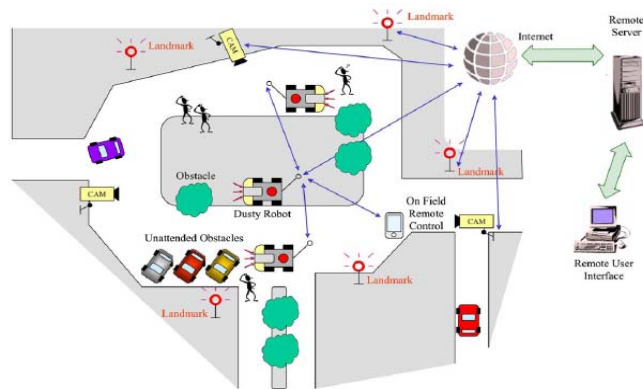 Landmark
CAM
Landmark
Internet
Remote
Server
Landmark
Obstacle
Dusty Robot
CAM
On Field
Remote
Control
CAM
Unattended Obstacles
Remote User
Interface
Landmark
Landmark